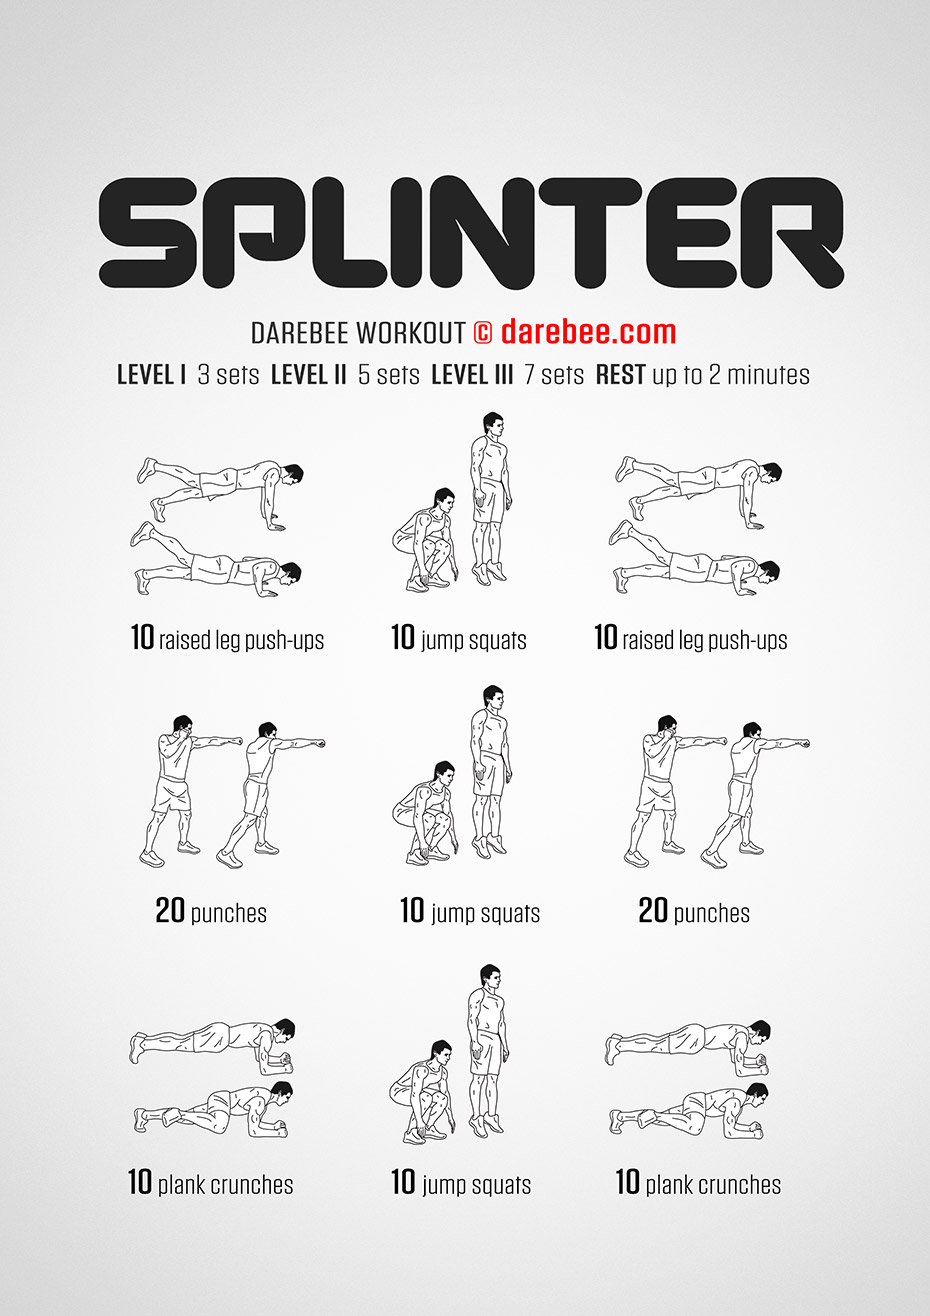 SPLINTER
DAREBEE WORKOUT © darebee.com
LEVEL I 3 sets LEVEL II 5 sets LEVEL III 7 sets REST up to 2 minutes
10 raised leg push-ups 10 jump squats 10 raised leg push-ups
20 punches 10 jump squats 20 punches
10 plank crunches 10 jump squats 10 plank crunches